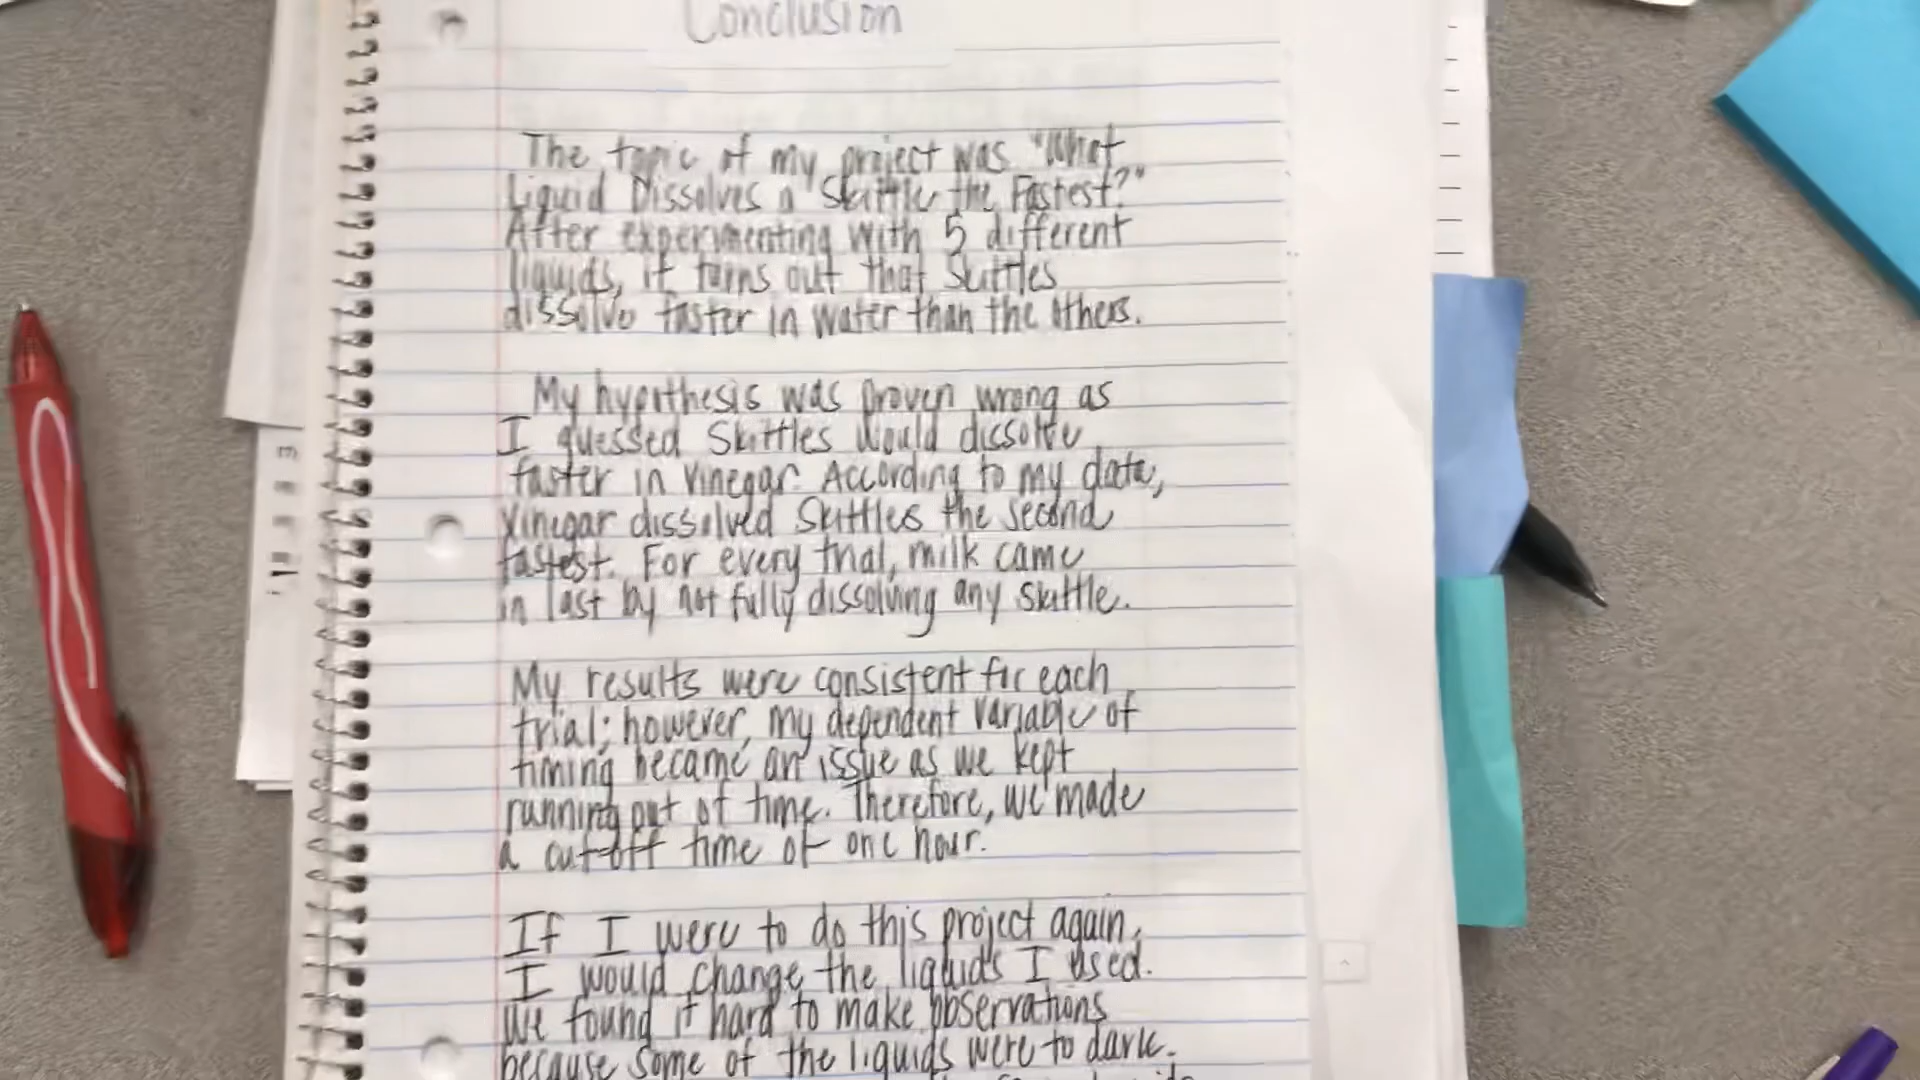 Conclusion
The topic of my project was "What
Liquid Dissolves a Skittle the Fastest?"
After experimenting with 5 different
liquids, it turns out that Skittles
dissolve faster in water than the others.
My hypothesis was proven wrong as
I guessed Skittles would dissolve
faster in vinegar. According to my data,
vinegar dissolved Skittles the second
fastest. For every trial, milk came
in last by not fully dissolving any skittle.
My results were consistent for each
trial; however, my dependent variable of
timing became an issue as we kept
running out of time. Therefore, we made
a cut-off time of one hour.
If I were to do this project again,
I would change the liquids I used.
We found it hard to make observations
because some of the liquids were to dark.